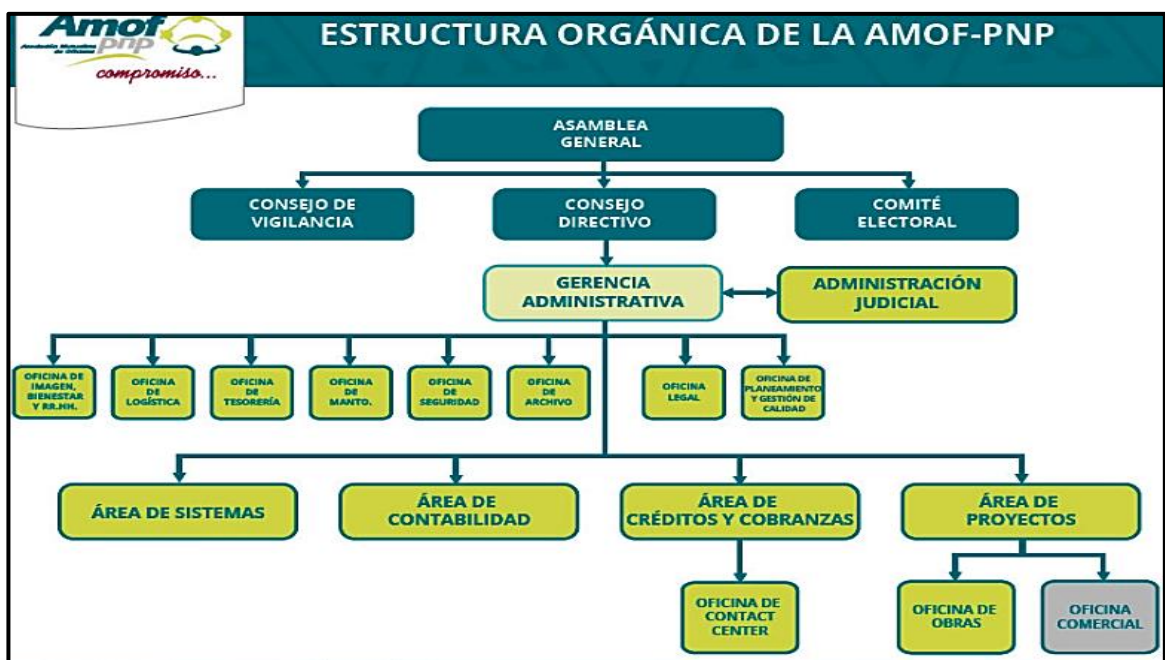 Amof
pnp
compromiso...
ESTRUCTURA ORGÁNICA DE LA AMOF-PNP
ASAMBLEA
GENERAL
CONSEJO DE
VIGILANCIA
CONSEJO
DIRECTIVO
COMITÉ
ELECTORAL
GERENCIA
ADMINISTRATIVA
ADMINISTRACIÓN
JUDICIAL
OFICINA DE
IMAGEN,
BIENESTAR
Y RR.HH.
OFICINA
DE
LOGÍSTICA
OFICINA
DE
TESORERÍA
OFICINA
DE
MANTO.
OFICINA
DE
SEGURIDAD
OFICINA
DE
ARCHIVO
OFICINA
LEGAL
OFICINA DE
PLANEAMIENTO
Y GESTIÓN DE
CALIDAD
ÁREA DE SISTEMAS
ÁREA DE
CONTABILIDAD
ÁREA DE
CRÉDITOS Y COBRANZAS
ÁREA DE
PROYECTOS
OFICINA DE
CONTACT
CENTER
OFICINA DE
OBRAS
OFICINA
COMERCIAL